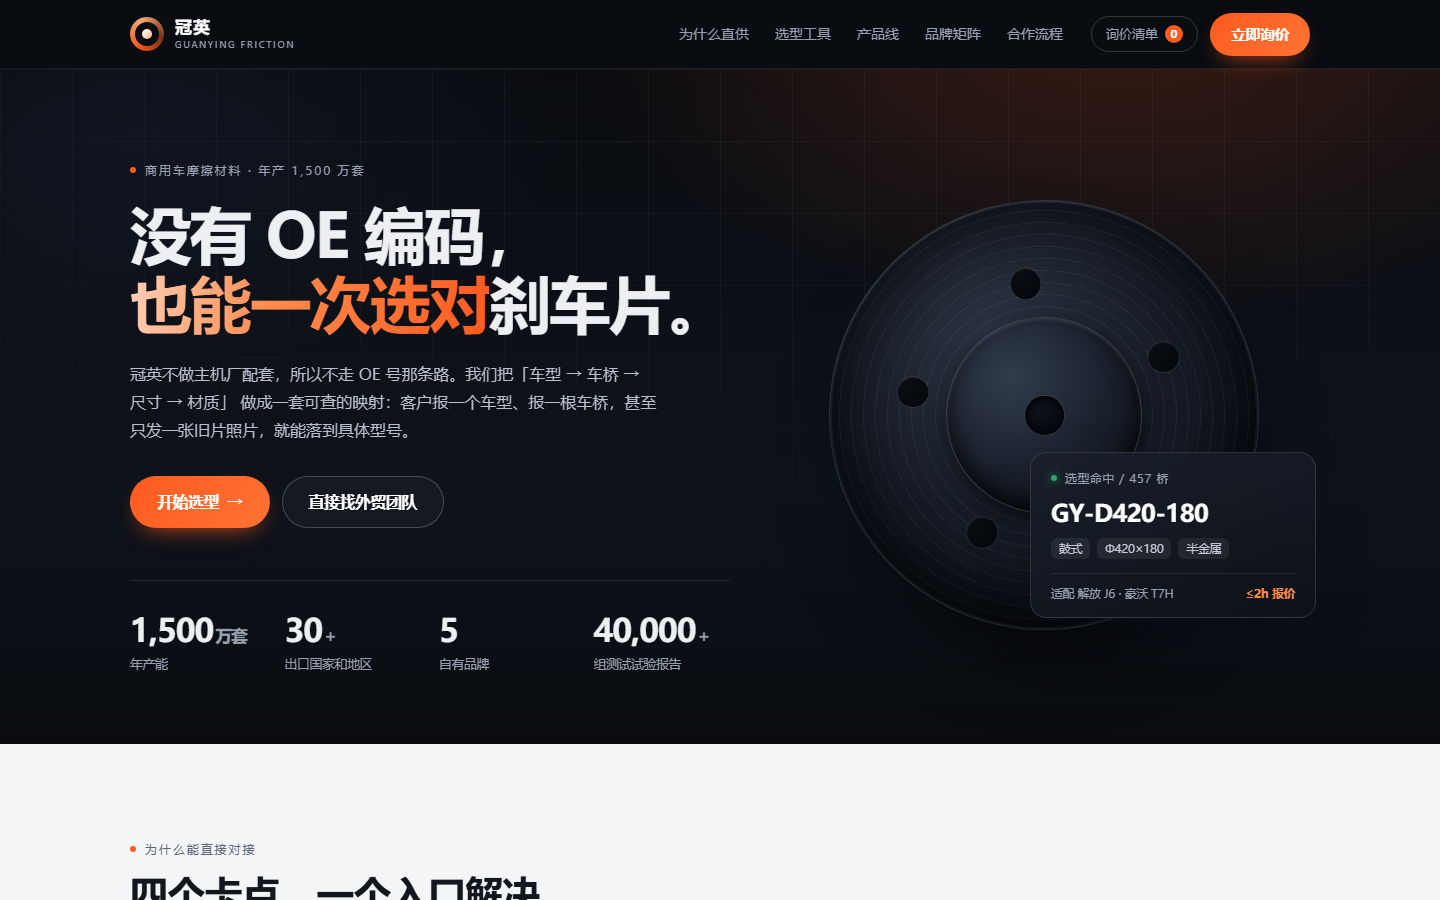 冠英
GUANYING FRICTION
为什么直供
选型工具
产品线
品牌矩阵
合作流程
询价清单 0
立即询价
商用车摩擦材料 · 年产 1,500 万套
没有 OE 编码，
也能一次选对刹车片。
冠英不做主机厂配套，所以不走 OE 号那条路。我们把「车型 → 车桥 →
尺寸 → 材质」 做成一套可查的映射：客户报一个车型、报一根车桥，甚至
只发一张旧片照片，就能落到具体型号。
开始选型 →
直接找外贸团队
选型命中 / 457 桥
GY-D420-180
鼓式
Φ420×180
半金属
适配 解放 J6 · 豪沃 T7H
≤2h 报价
1,500万套
年产能
30+
出口国家和地区
5
自有品牌
40,000+
组测试试验报告
为什么能直接对接
四个卡点，一个入口解决